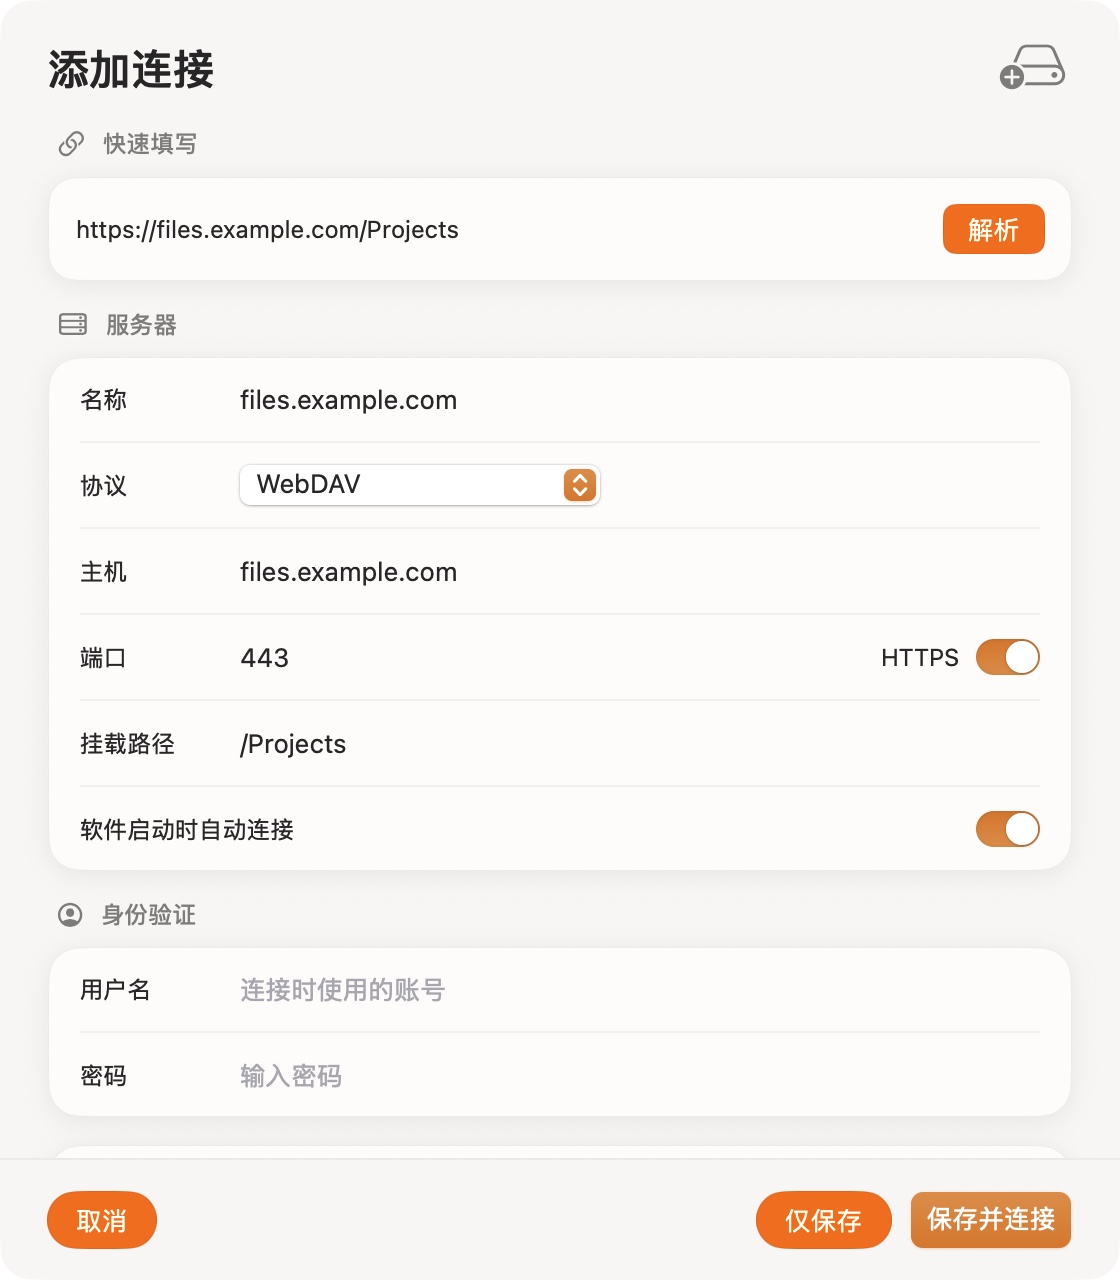 添加连接
快速填写
https://files.example.com/Projects
解析
服务器
名称 files.example.com
协议 WebDAV
主机 files.example.com
端口 443 HTTPS
挂载路径 /Projects
软件启动时自动连接
身份验证
用户名 连接时使用的账号
密码 输入密码
取消 仅保存 保存并连接